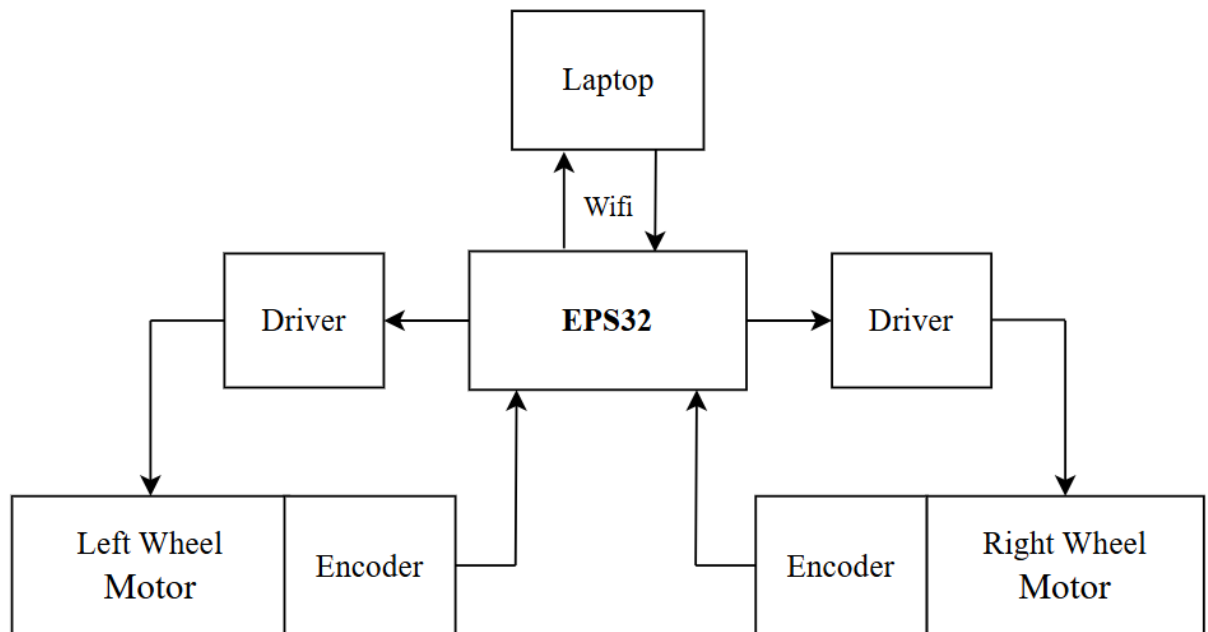 Laptop
Wifi
Driver
EPS32
Driver
Left Wheel
Motor
Encoder
Encoder
Right Wheel
Motor